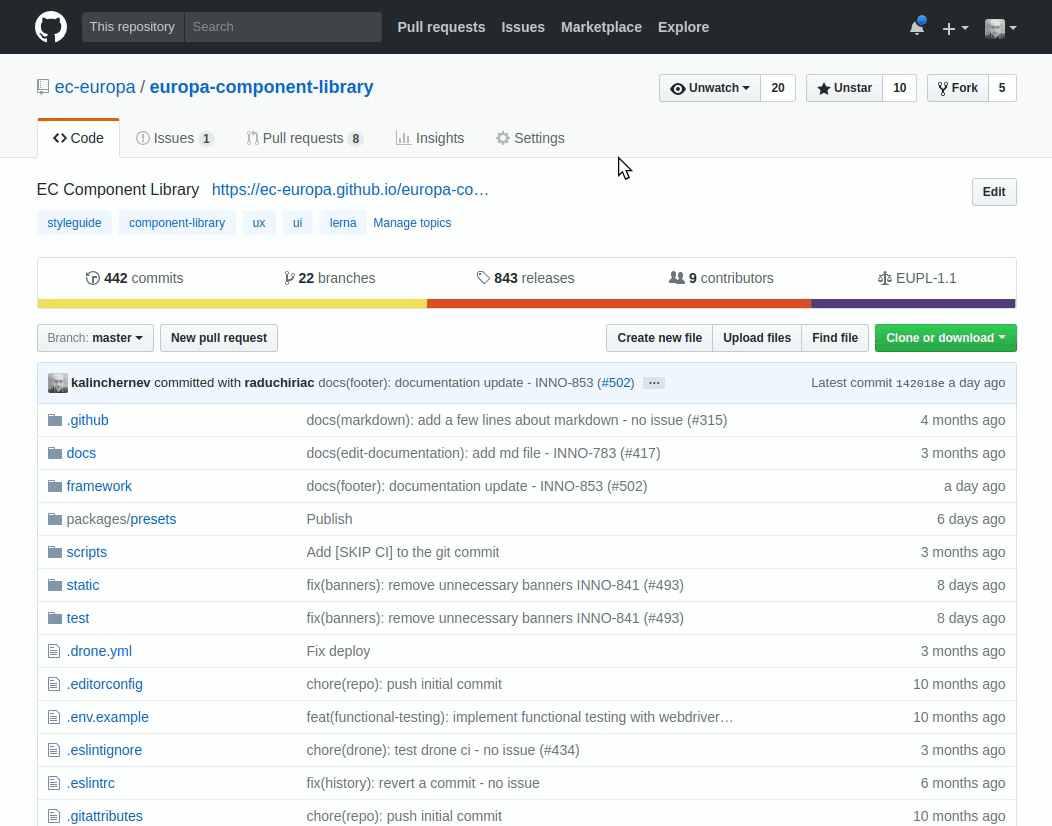 This repository Search Pull requests Issues Marketplace Explore
ec-europa / europa-component-library Unwatch 20 Unstar 10 Fork 5
Code Issues 1 Pull requests 8 Insights Settings
EC Component Library https://ec-europa.github.io/europa-co… Edit
styleguide component-library ux ui lerna Manage topics
442 commits 22 branches 843 releases 9 contributors EUPL-1.1
Branch: master New pull request Create new file Upload files Find file Clone or download
kalinchernev committed with raduchiriac docs(footer): documentation update - INNO-853 (#502) … Latest commit 142018e a day ago
.github docs(markdown): add a few lines about markdown - no issue (#315) 4 months ago
docs docs(edit-documentation): add md file - INNO-783 (#417) 3 months ago
framework docs(footer): documentation update - INNO-853 (#502) a day ago
packages/presets Publish 6 days ago
scripts Add [SKIP CI] to the git commit 3 months ago
static fix(banners): remove unnecessary banners INNO-841 (#493) 8 days ago
test fix(banners): remove unnecessary banners INNO-841 (#493) 8 days ago
.drone.yml Fix deploy 3 months ago
.editorconfig chore(repo): push initial commit 10 months ago
.env.example feat(functional-testing): implement functional testing with webdriver… 10 months ago
.eslintignore chore(drone): test drone ci - no issue (#434) 3 months ago
.eslintrc fix(history): revert a commit - no issue 6 months ago
.gitattributes chore(repo): push initial commit 10 months ago